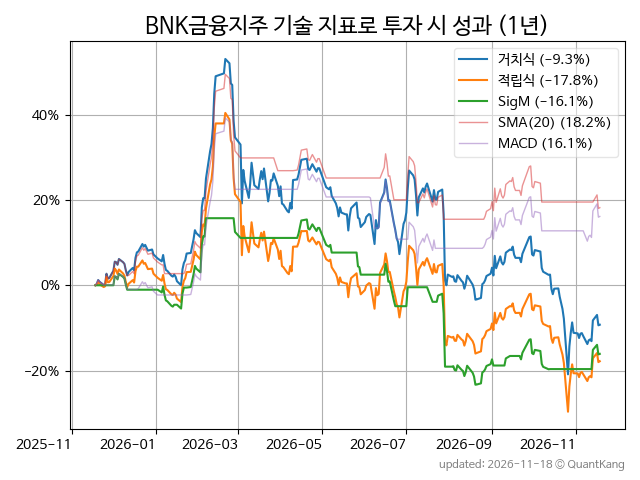 BNK금융지주 기술 지표로 투자 시 성과 (1년)
거치식 (-9.3%)
적립식 (-17.8%)
SigM (-16.1%)
SMA(20) (18.2%)
MACD (16.1%)
40%
20%
0%
−20%
2025-11 2026-01 2026-03 2026-05 2026-07 2026-09 2026-11
updated: 2026-11-18 © QuantKang